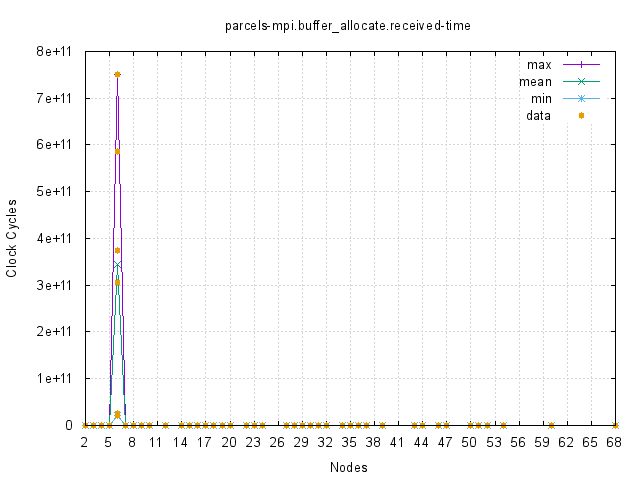 parcels-mpi.buffer_allocate.received-time
8e+11
7e+11
6e+11
5e+11
4e+11
3e+11
2e+11
1e+11
0
Clock Cycles
max
mean
min
data
2 5 8 11 14 17 20 23 26 29 32 35 38 41 44 47 50 53 56 59 62 65 68
Nodes